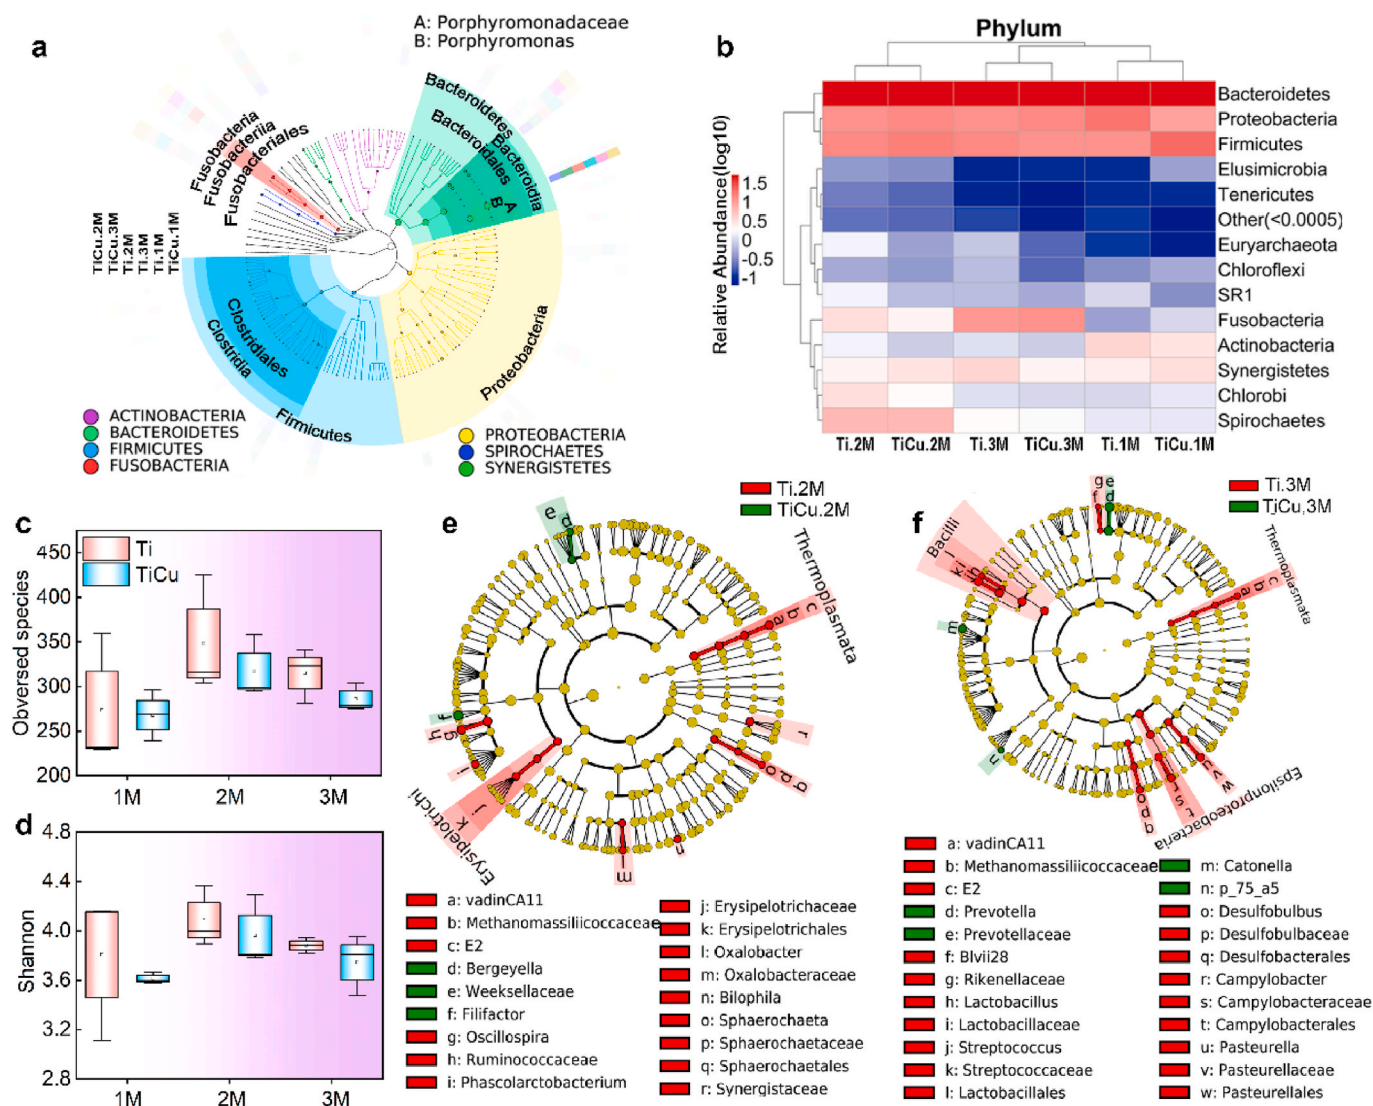 a
A: Porphyromonadaceae
B: Porphyromonas
Fusobacteria
Fusobacteriia
Fusobacteriales
Bacteroidetes
Bacteroidales
Bacteroidia
B
A
TiCu.2M
TiCu.3M
Ti.2M
Ti.3M
Ti.1M
TiCu.1M
Clostridiales
Clostridia
Firmicutes
Proteobacteria
ACTINOBACTERIA
BACTEROIDETES
FIRMICUTES
FUSOBACTERIA
PROTEOBACTERIA
SPIROCHAETES
SYNERGISTETES
b
Phylum
Relative Abundance(log10)
1.5
1
0.5
0
-0.5
-1
Bacteroidetes
Proteobacteria
Firmicutes
Elusimicrobia
Tenericutes
Other(<0.0005)
Euryarchaeota
Chloroflexi
SR1
Fusobacteria
Actinobacteria
Synergistetes
Chlorobi
Spirochaetes
Ti.2M TiCu.2M Ti.3M TiCu.3M Ti.1M TiCu.1M
c
Obversed species
450
400
350
300
250
200
Ti
TiCu
1M 2M 3M
d
Shannon
4.8
4.4
4.0
3.6
3.2
2.8
1M 2M 3M
e
Ti.2M
TiCu.2M
e
d
Thermoplasmata
c
b
a
f
g
h
i
Erysipelotrichi
k
j
l
m
n
o
p
q
r
a: vadinCA11
b: Methanomassiliicoccaceae
c: E2
d: Bergeyella
e: Weeksellaceae
f: Filifactor
g: Oscillospira
h: Ruminococcaceae
i: Phascolarctobacterium
j: Erysipelotrichaceae
k: Erysipelotrichales
l: Oxalobacter
m: Oxalobacteraceae
n: Bilophila
o: Sphaerochaeta
p: Sphaerochaetaceae
q: Sphaerochaetales
r: Synergistaceae
f
Ti.3M
TiCu,3M
g e
f d
Bacilli
l
k
j
i
h
Thermoplasmata
c
b
a
m
n
o
p
q
r
s
t
u
v
w
Epsilonproteobacteria
a: vadinCA11
b: Methanomassiliicoccaceae
c: E2
d: Prevotella
e: Prevotellaceae
f: Blvii28
g: Rikenellaceae
h: Lactobacillus
i: Lactobacillaceae
j: Streptococcus
k: Streptococcaceae
l: Lactobacillales
m: Catonella
n: p_75_a5
o: Desulfobulbus
p: Desulfobulbaceae
q: Desulfobacterales
r: Campylobacter
s: Campylobacteraceae
t: Campylobacterales
u: Pasteurella
v: Pasteurellaceae
w: Pasteurellales